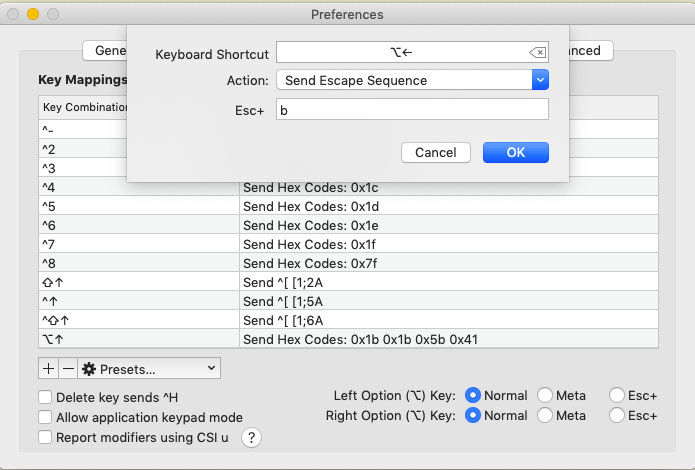 Preferences
Gene
nced
Keyboard Shortcut ⌥←
Action: Send Escape Sequence
Esc+ b
Cancel OK
Key Mappings
Key Combination
^-
^2
^3
^4 Send Hex Codes: 0x1c
^5 Send Hex Codes: 0x1d
^6 Send Hex Codes: 0x1e
^7 Send Hex Codes: 0x1f
^8 Send Hex Codes: 0x7f
⇧↑ Send ^[ [1;2A
^↑ Send ^[ [1;5A
^⇧↑ Send ^[ [1;6A
⌥↑ Send Hex Codes: 0x1b 0x1b 0x5b 0x41
+ − Presets...
Delete key sends ^H
Allow application keypad mode
Report modifiers using CSI u ?
Left Option (⌥) Key: Normal Meta Esc+
Right Option (⌥) Key: Normal Meta Esc+